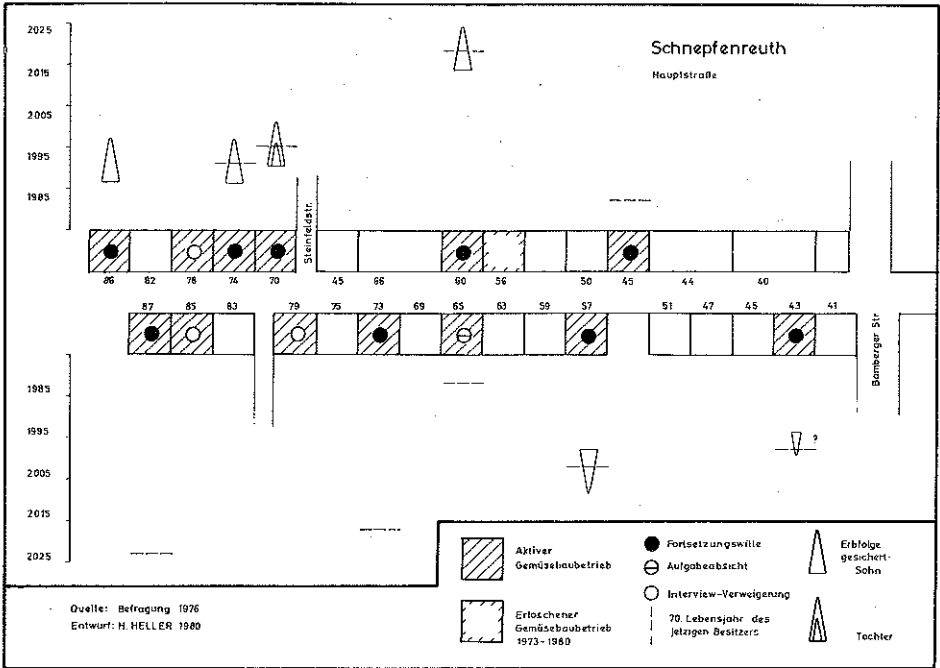 2025
2015
2005
1995
1985
Schnepfenreuth
Hauptstraße
Steinfeldstr.
86 82 78 74 70 45 66 60 56 50 45 44 40
87 85 83 79 75 73 69 65 63 59 57 51 47 45 43 41
Bamberger Str
1985
1995
2005
2015
2025
?
Quelle: Befragung 1976
Entwurf: H. HELLER 1980
Aktiver
Gemüsebaubetrieb
Erloschener
Gemüsebaubetrieb
1973-1980
Fortsetzungswille
Aufgabeabsicht
Interview-Verweigerung
70. Lebensjahr des
jetzigen Besitzers
Erbfolge
gesichert-
Sohn
Tochter